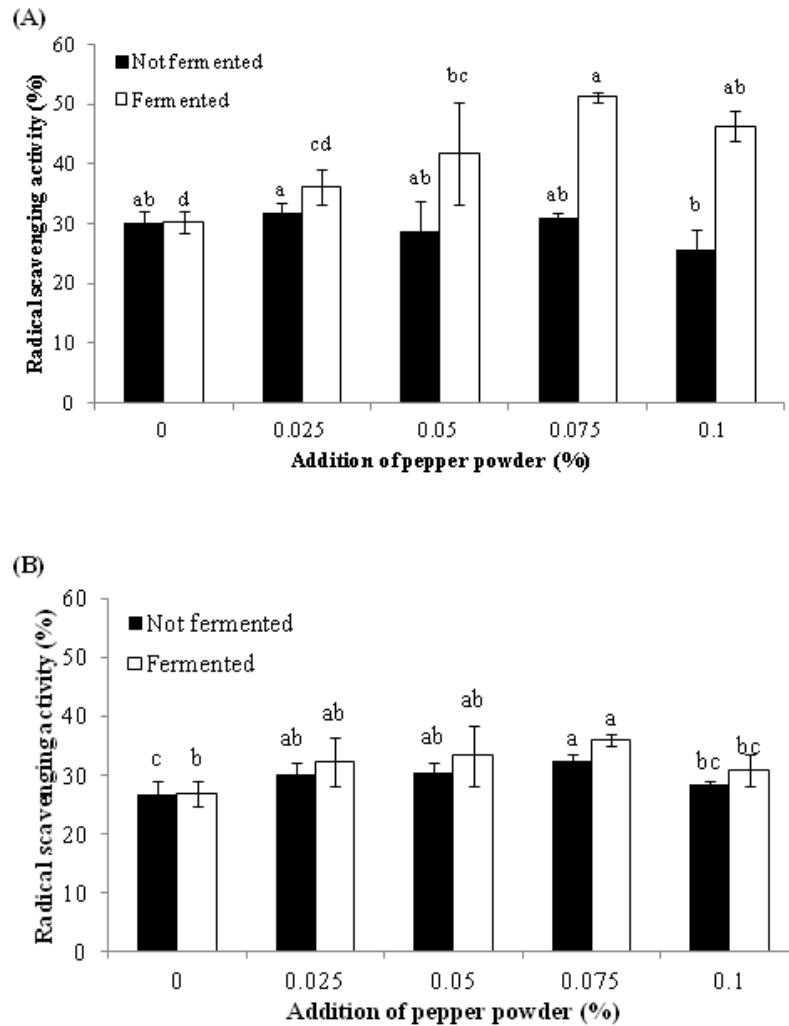 (A)
Radical scavenging activity (%)
60
50
40
30
20
10
0
Not fermented
Fermented
ab
d
a
cd
ab
bc
ab
a
b
ab
0
0.025
0.05
0.075
0.1
Addition of pepper powder (%)
(B)
Radical scavenging activity (%)
60
50
40
30
20
10
0
Not fermented
Fermented
c
b
ab
ab
ab
ab
a
a
bc
bc
0
0.025
0.05
0.075
0.1
Addition of pepper powder (%)